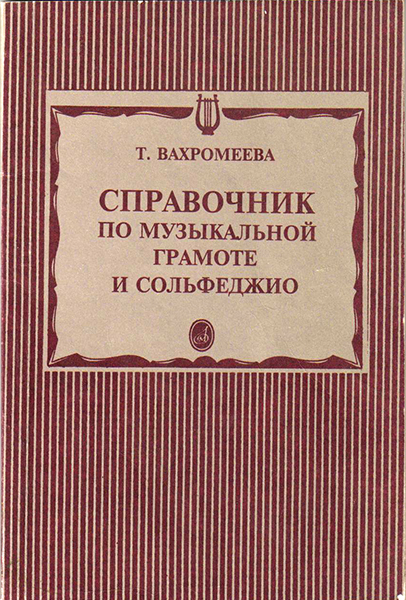 Т. ВАХРОМЕЕВА
СПРАВОЧНИК
ПО МУЗЫКАЛЬНОЙ
ГРАМОТЕ
И СОЛЬФЕДЖИО